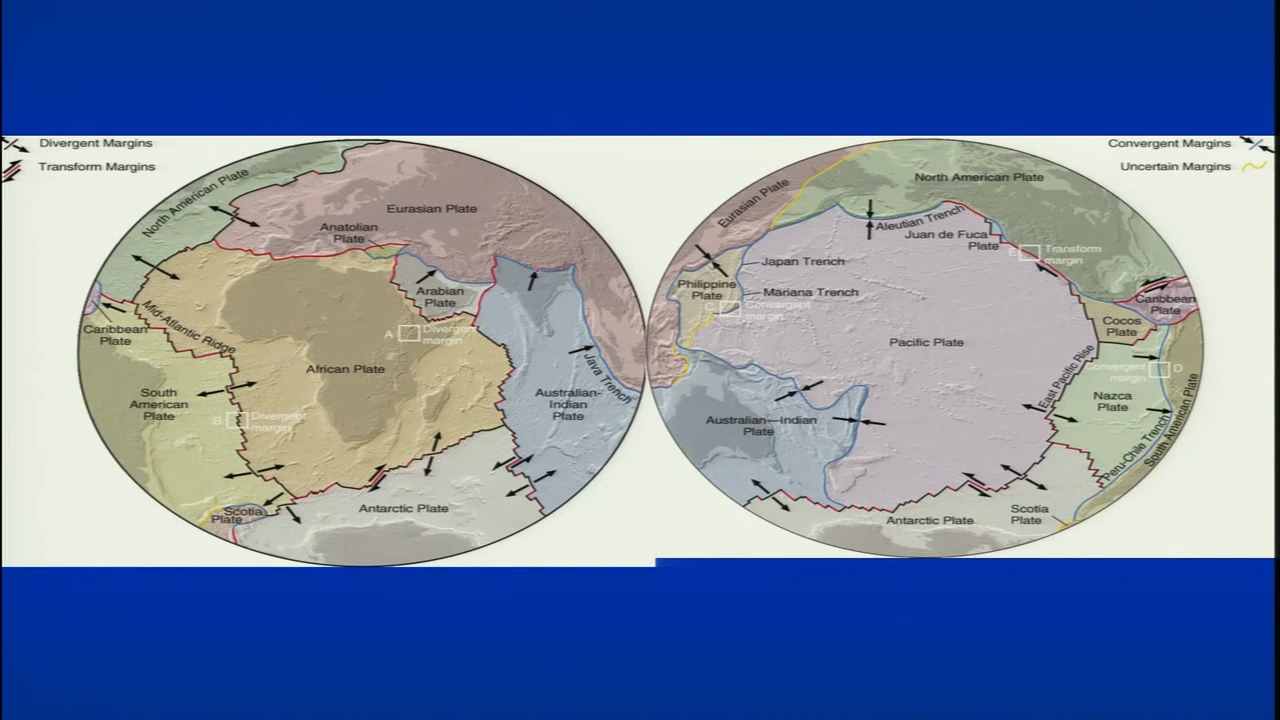 Divergent Margins
Transform Margins
North American Plate
Eurasian Plate
Anatolian
Plate
Arabian
Plate
Caribbean
Plate
Mid-Atlantic Ridge
A
Divergent
margin
African Plate
South
American
Plate
B
Divergent
margin
Java Trench
Australian-
Indian
Plate
Scotia
Plate
Antarctic Plate
Convergent Margins
Uncertain Margins
Eurasian Plate
North American Plate
Aleutian Trench
Juan de Fuca
Plate
Transform
margin
Japan Trench
Philippine
Plate
Mariana Trench
margin
Caribbean
Plate
Cocos
Plate
Pacific Plate
East Pacific Rise
Convergent
margin
D
Nazca
Plate
Australian—Indian
Plate
Peru-Chile Trench
South American Plate
Antarctic Plate
Scotia
Plate